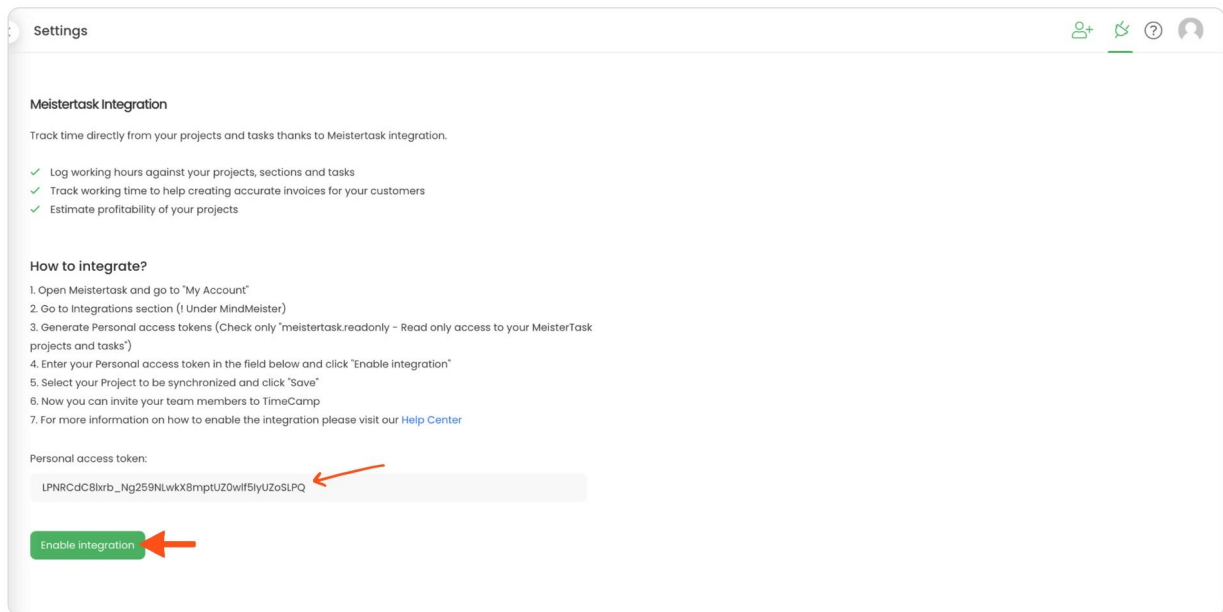 Settings
Meistertask Integration
Track time directly from your projects and tasks thanks to Meistertask integration.
Log working hours against your projects, sections and tasks
Track working time to help creating accurate invoices for your customers
Estimate profitability of your projects
How to integrate?
1. Open Meistertask and go to "My Account"
2. Go to Integrations section (! Under MindMeister)
3. Generate Personal access tokens (Check only "meistertask.readonly - Read only access to your MeisterTask
projects and tasks")
4. Enter your Personal access token in the field below and click "Enable integration"
5. Select your Project to be synchronized and click "Save"
6. Now you can invite your team members to TimeCamp
7. For more information on how to enable the integration please visit our Help Center
Personal access token:
LPNRCdC8lxrb_Ng259NLwkX8mptUZ0wIf5IyUZoSLPQ
Enable integration